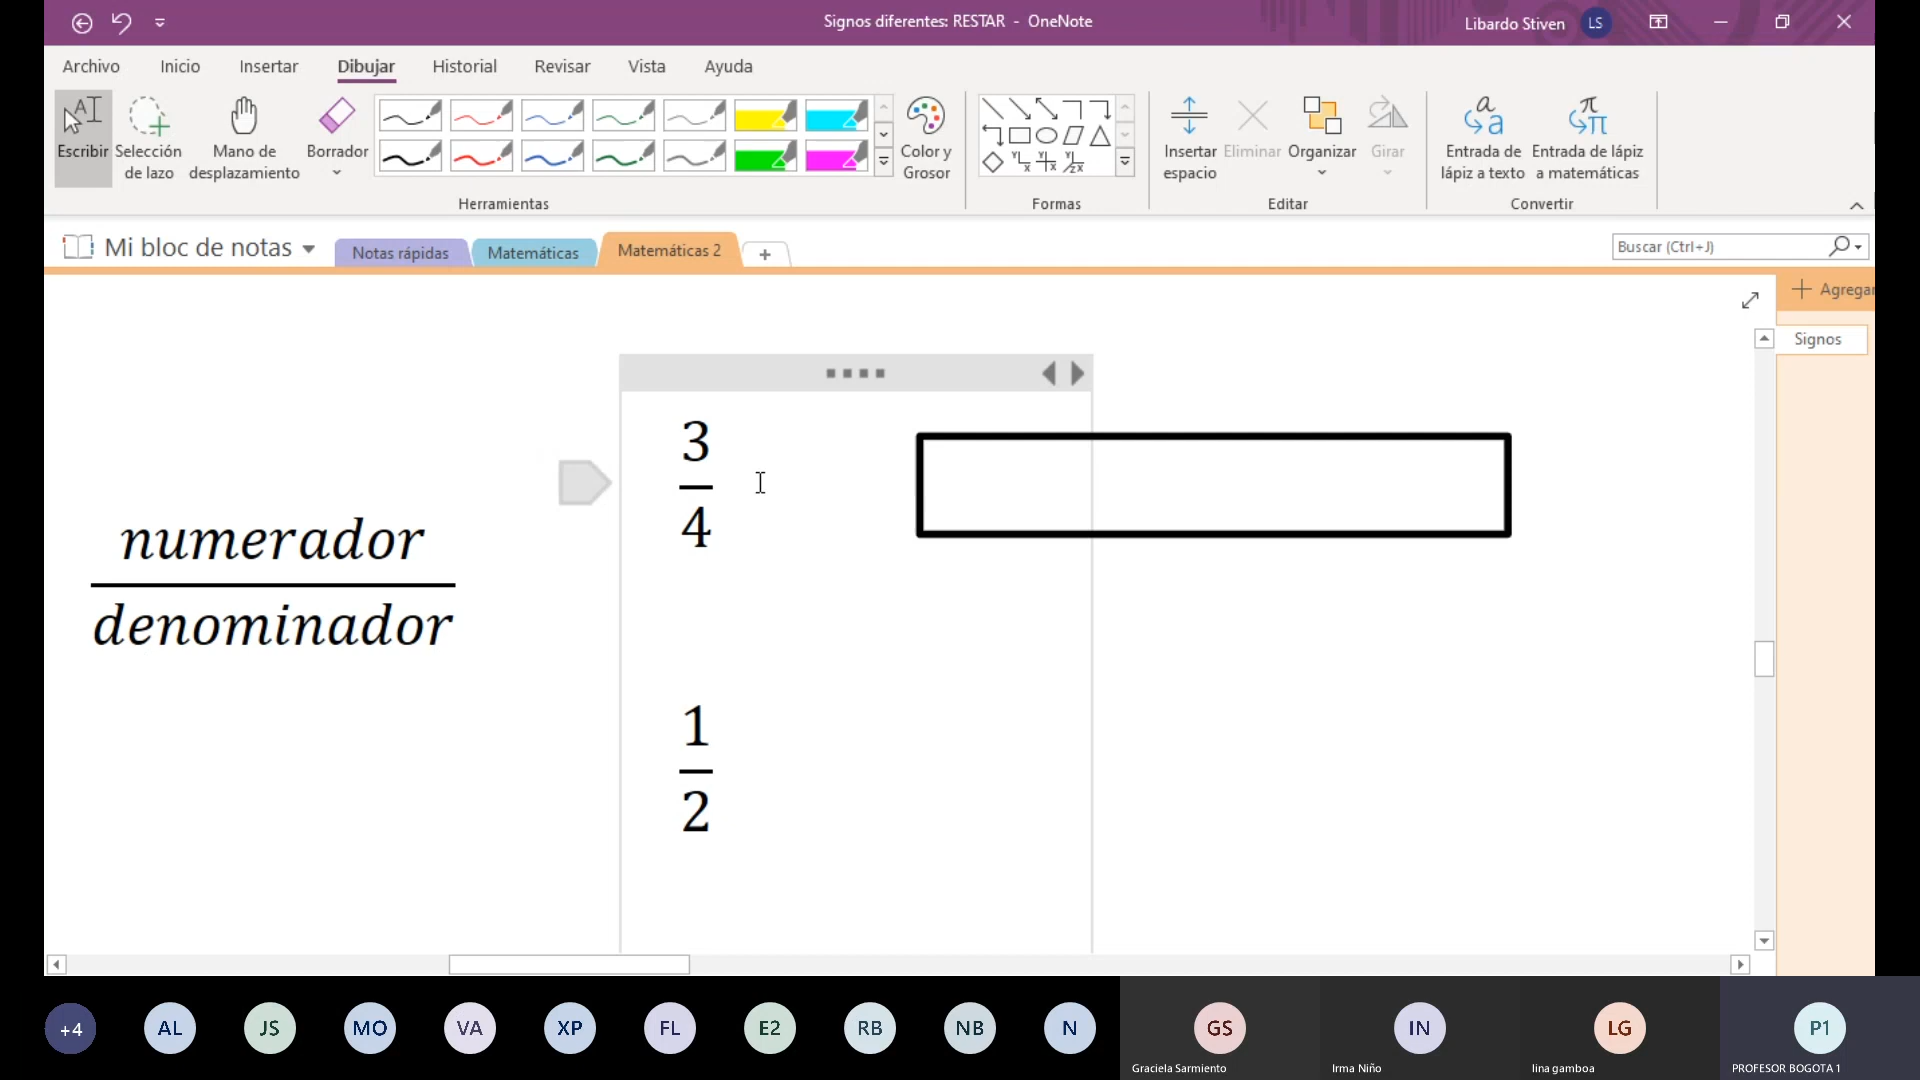 Signos diferentes: RESTAR - OneNote
Libardo Stiven LS
Archivo Inicio Insertar Dibujar Historial Revisar Vista Ayuda
Escribir
Selección de lazo
Mano de desplazamiento
Borrador
Color y Grosor
Insertar espacio
Eliminar
Organizar
Girar
Entrada de lápiz a texto
Entrada de lápiz a matemáticas
Herramientas Formas Editar Convertir
Mi bloc de notas Notas rápidas Matemáticas Matemáticas 2 Buscar (Ctrl+J)
Agregar
Signos
numerador
denominador
3
4
1
2
+4 AL JS MO VA XP FL E2 RB NB N GS IN LG P1
Graciela Sarmiento Irma Niño lina gamboa PROFESOR BOGOTA 1